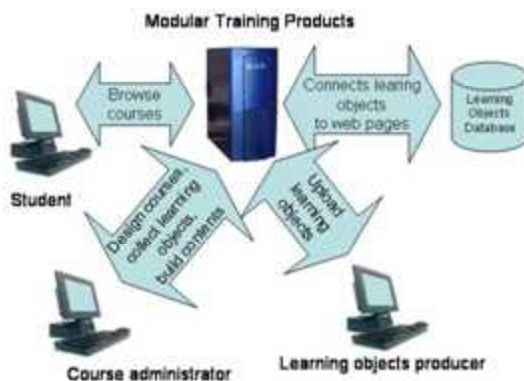 Modular Training Products
Browse
courses
Connects learing
objects
to web pages
Learning
Objects
Database
Student
Design courses,
collect learning
objects,
build contents
Upload
learning
objects
Course administrator
Learning objects producer